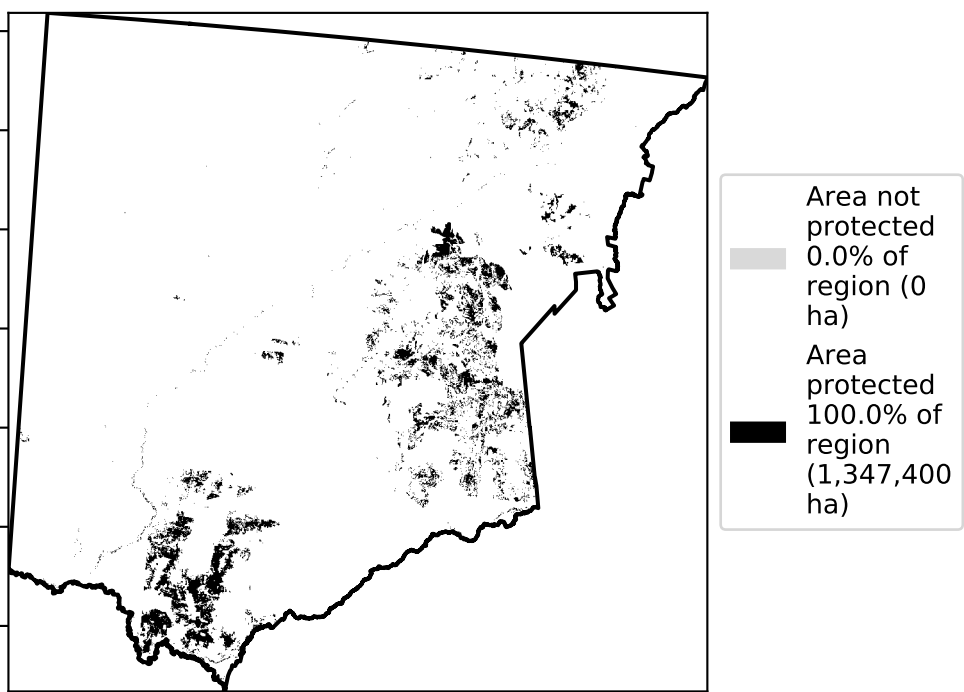 Area not
protected
0.0% of
region (0
ha)
Area
protected
100.0% of
region
(1,347,400
ha)